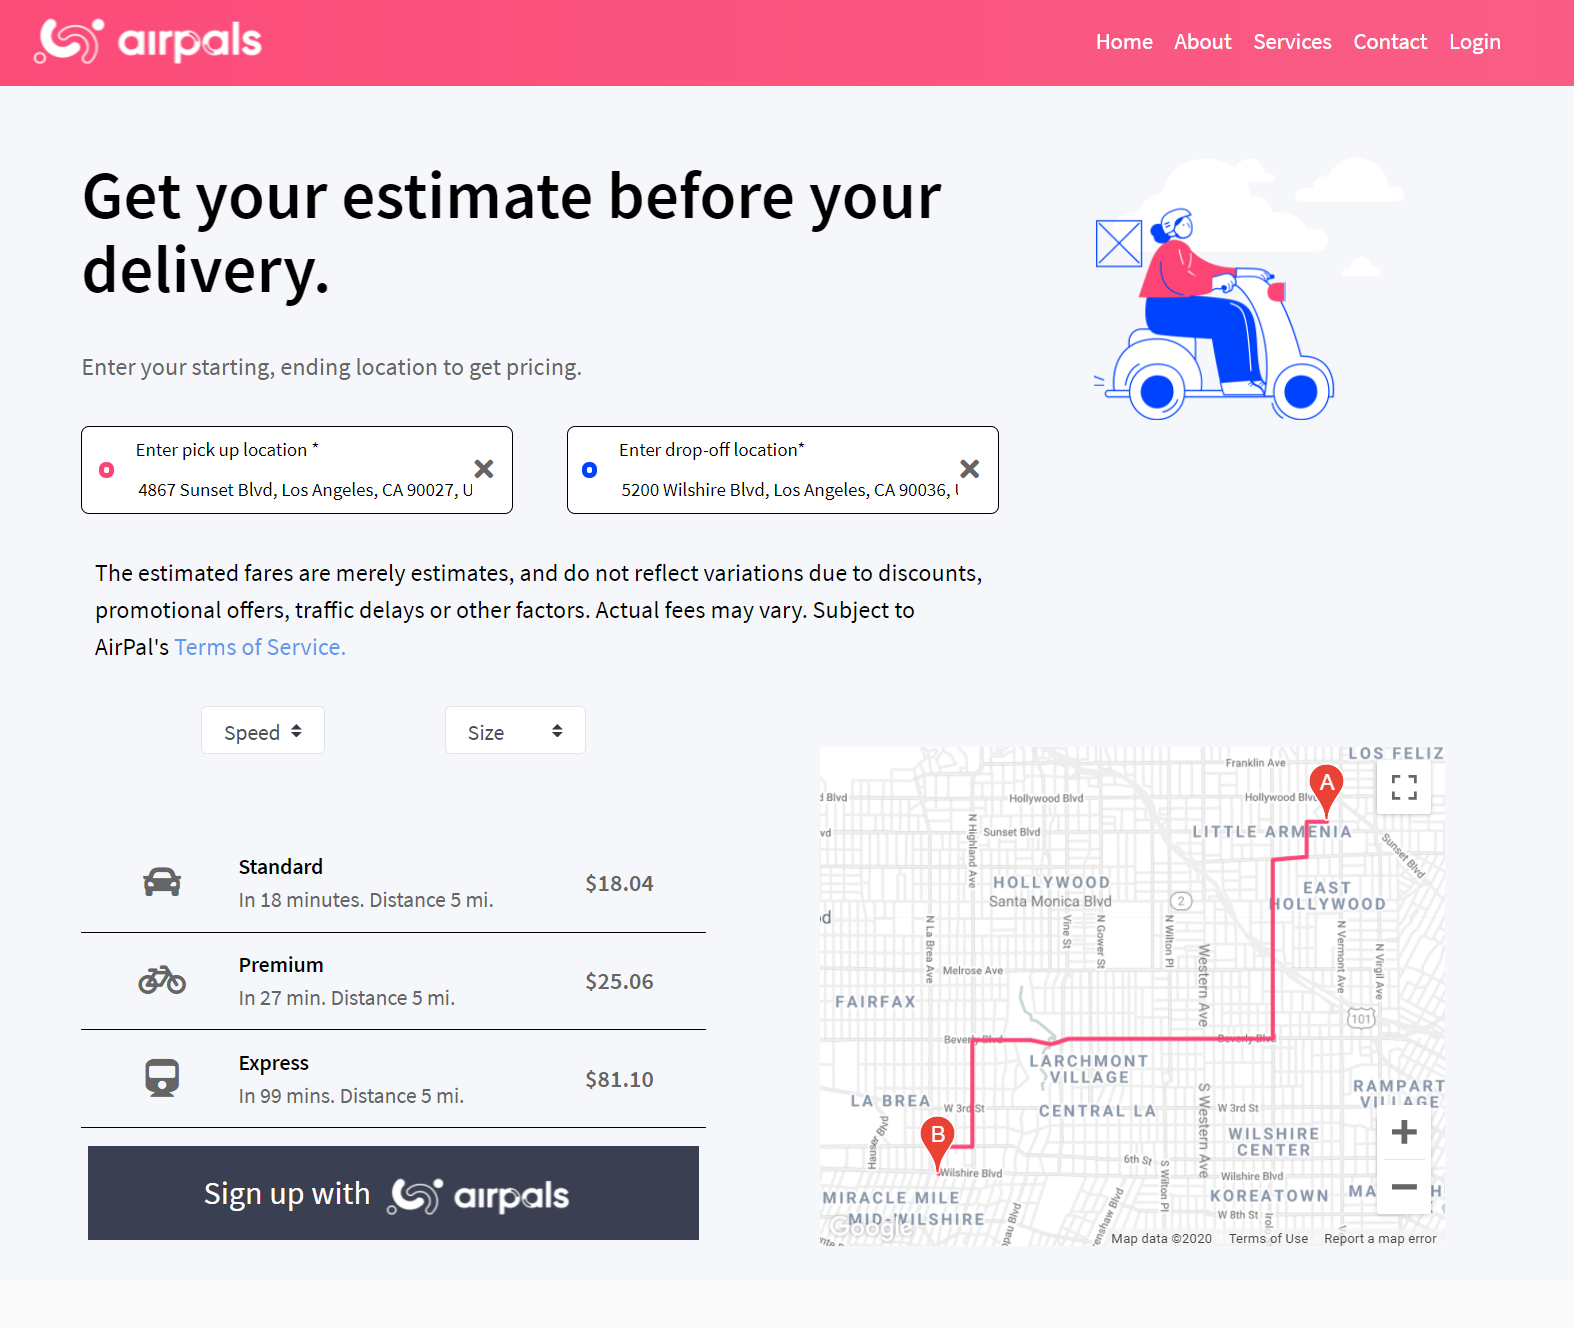 airpals
Home About Services Contact Login
Get your estimate before your
delivery.
Enter your starting, ending location to get pricing.
Enter pick up location *
4867 Sunset Blvd, Los Angeles, CA 90027, U
Enter drop-off location*
5200 Wilshire Blvd, Los Angeles, CA 90036,
The estimated fares are merely estimates, and do not reflect variations due to discounts,
promotional offers, traffic delays or other factors. Actual fees may vary. Subject to
AirPal's Terms of Service.
Speed
Size
Standard
In 18 minutes. Distance 5 mi.
$18.04
Premium
In 27 min. Distance 5 mi.
$25.06
Express
In 99 mins. Distance 5 mi.
$81.10
Sign up with airpals
LOS FELIZ
Franklin Ave
A
Blvd
Hollywood Blvd
Hollywood Blv
N Highland Ave
Sunset Blvd
LITTLE ARMENIA
Sunset Blvd
HOLLYWOOD
Santa Monica Blvd
2
EAST
HOLLYWOOD
N La Brea Ave
Vine St
N Gower St
N Wilton Pl
Western Ave
N Vermont Ave
N Virgil Ave
Melrose Ave
FAIRFAX
101
Beverly Blvd
Beverly Blvd
LARCHMONT
VILLAGE
LA BREA
W 3rd St
CENTRAL LA
S Western Ave
W 3rd St
RAMPART
VILLAGE
B
Hauser Blvd
WILSHIRE
CENTER
6th St
S Wilton Pl
Wilshire Blvd
Wilshire Blvd
MIRACLE MILE
KOREATOWN
MID-WILSHIRE
W 8th St
Google
Map data ©2020 Terms of Use Report a map error